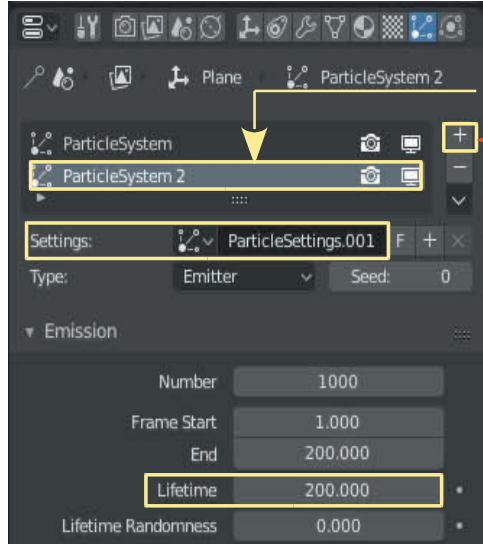 Plane ParticleSystem 2
ParticleSystem
ParticleSystem 2
Settings: ParticleSettings.001 F
Type: Emitter Seed: 0
Emission
Number 1000
Frame Start 1.000
End 200.000
Lifetime 200.000
Lifetime Randomness 0.000